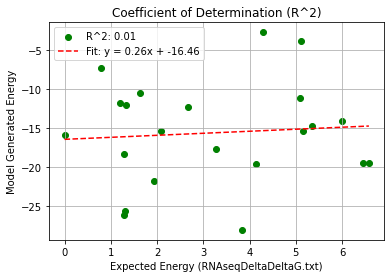 Coefficient of Determination (R^2)
R^2: 0.01
Fit: y = 0.26x + -16.46
Model Generated Energy
−5
−10
−15
−20
−25
0
1
2
3
4
5
6
Expected Energy (RNAseqDeltaDeltaG.txt)